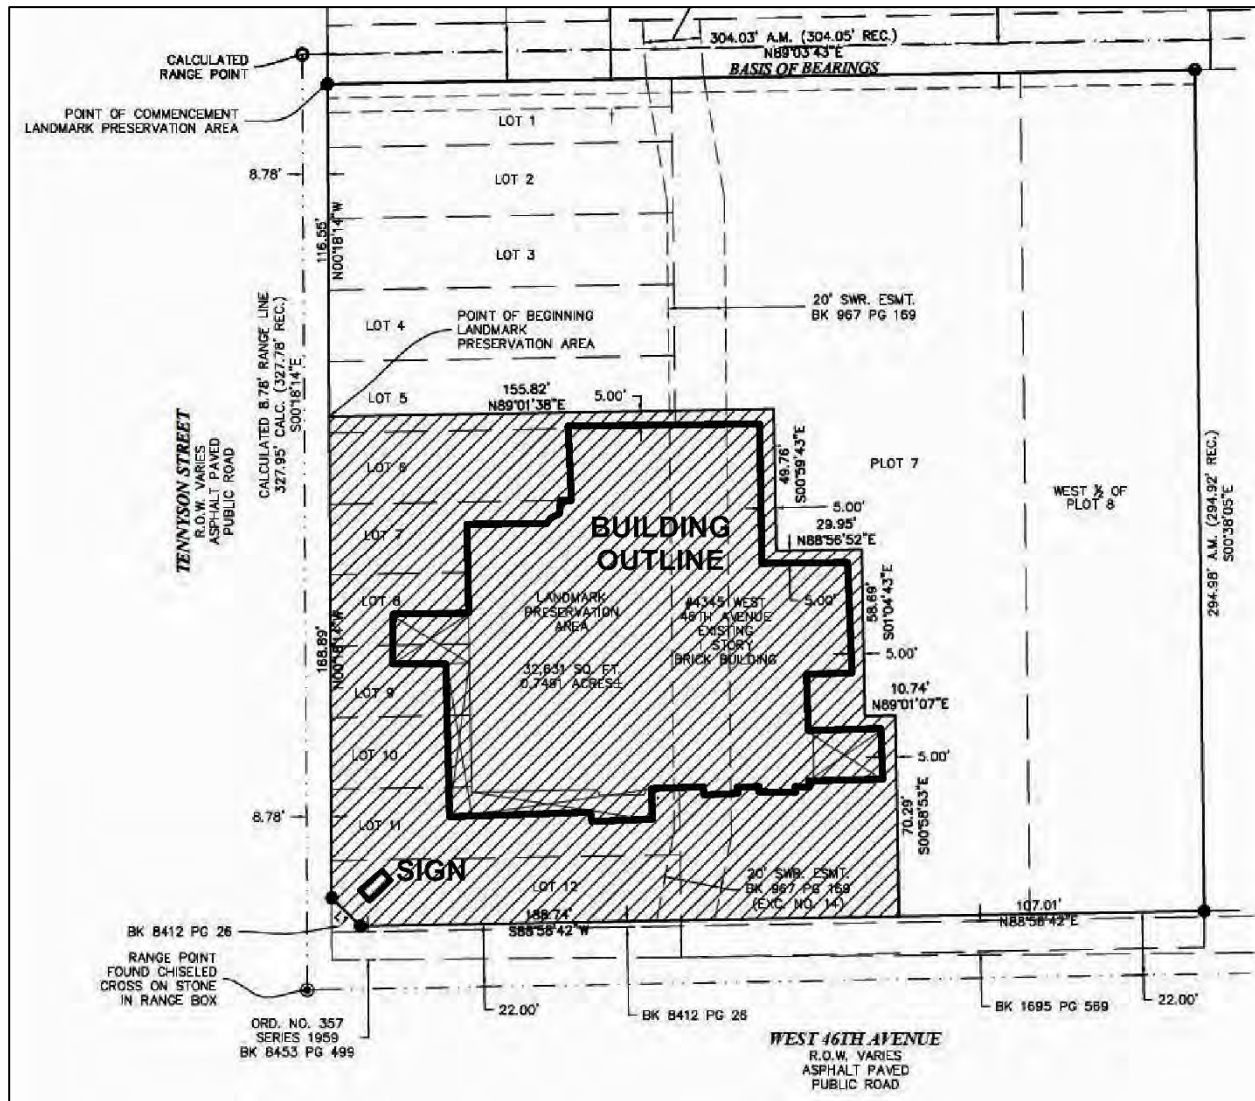 304.03' A.M. (304.05' REC.)
N89°03'43"E
BASIS OF BEARINGS
CALCULATED
RANGE POINT
POINT OF COMMENCEMENT
LANDMARK PRESERVATION AREA
LOT 1
8.78'
LOT 2
116.55'
N00°18'14"W
LOT 3
20' SWR. ESMT.
BK 967 PG 169
POINT OF BEGINNING
LANDMARK
PRESERVATION AREA
LOT 4
CALCULATED 8.78' RANGE LINE
327.95' CALC. (327.78' REC.)
S00°18'14"E
TENNYSON STREET
R.O.W. VARIES
ASPHALT PAVED
PUBLIC ROAD
LOT 5
155.82'
N89°01'38"E
5.00'
49.76'
S00°59'43"E
LOT 6
PLOT 7
WEST ½ OF
PLOT 8
294.98' A.M. (294.92' REC.)
S00°38'05"E
5.00'
29.95'
N88°56'52"E
LOT 7
BUILDING
OUTLINE
LOT 8
LANDMARK
PRESERVATION
AREA
32,631 SQ. FT.
0.7491 ACRES±
#4345 WEST
46TH AVENUE
EXISTING
STORY
BRICK BUILDING
5.00'
58.69'
S01°04'43"E
5.00'
168.89'
N00°18'14"W
LOT 9
10.74'
N89°01'07"E
LOT 10
5.00'
8.78'
LOT 11
70.29'
S00°58'53"E
SIGN
LOT 12
20' SWR. ESMT.
BK 967 PG 169
(EXC. NO. 14)
188.74'
S88°58'42"W
107.01'
N88°58'42"E
BK 8412 PG 26
RANGE POINT
FOUND CHISELED
CROSS ON STONE
IN RANGE BOX
22.00'
BK 8412 PG 26
BK 1695 PG 569
22.00'
ORD. NO. 357
SERIES 1959
BK 8453 PG 499
WEST 46TH AVENUE
R.O.W. VARIES
ASPHALT PAVED
PUBLIC ROAD